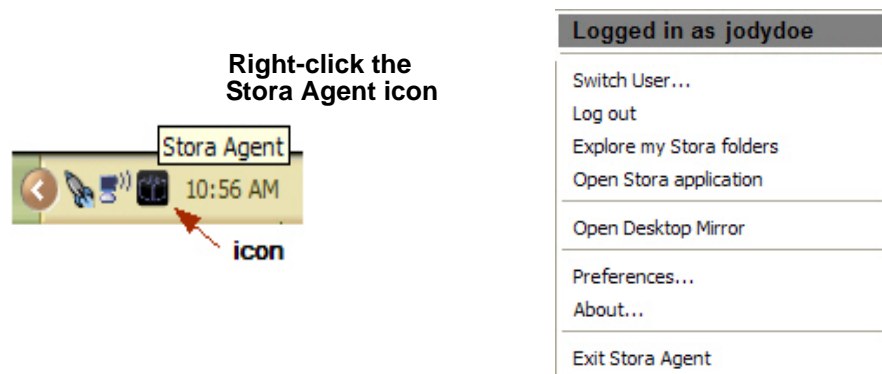 Right-click the
Stora Agent icon
Stora Agent
10:56 AM
icon
Logged in as jodydoe
Switch User...
Log out
Explore my Stora folders
Open Stora application
Open Desktop Mirror
Preferences...
About...
Exit Stora Agent